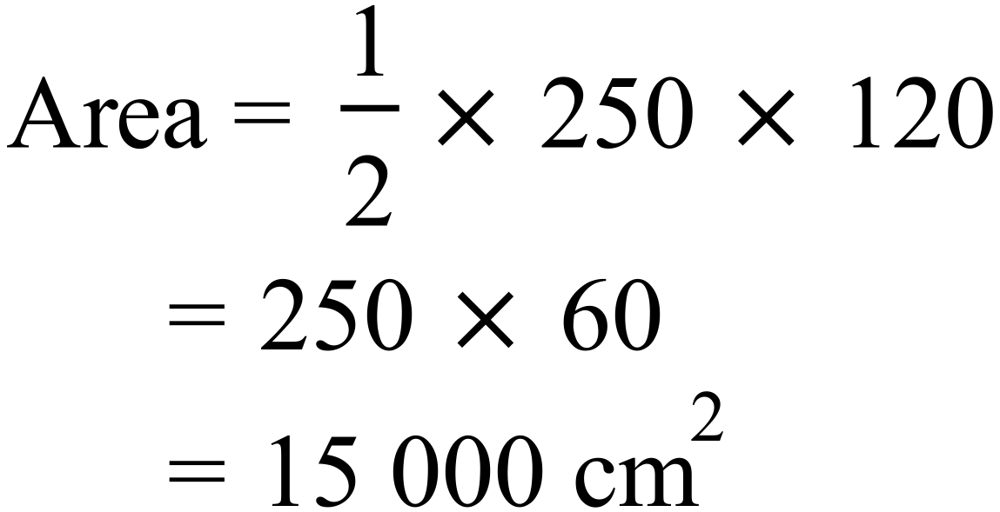 Area = 1/2 × 250 × 120
= 250 × 60
= 15 000 cm²